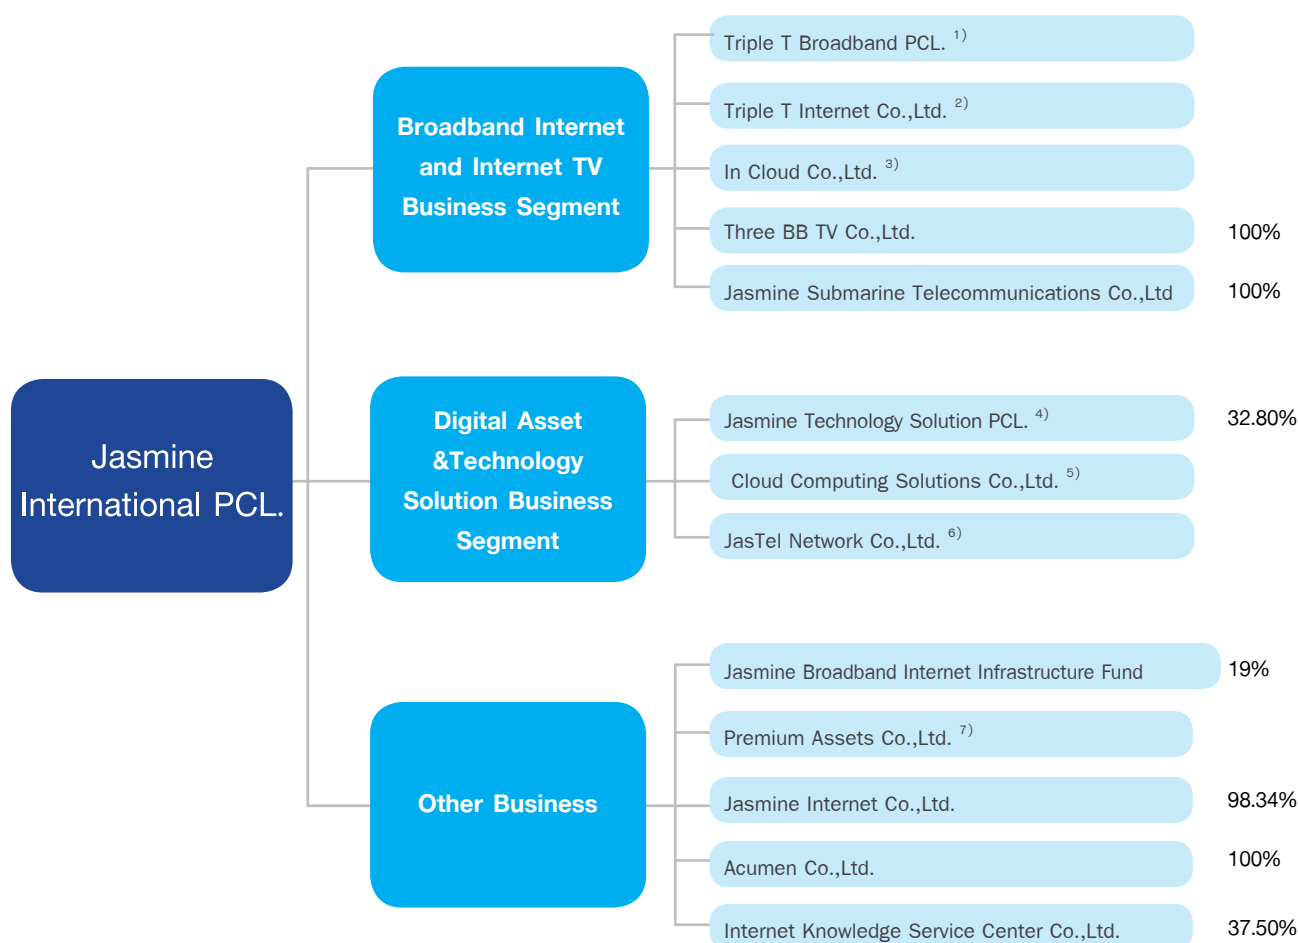 Jasmine
International PCL.
Broadband Internet
and Internet TV
Business Segment
Triple T Broadband PCL. 1)
Triple T Internet Co.,Ltd. 2)
In Cloud Co.,Ltd. 3)
Three BB TV Co.,Ltd. 100%
Jasmine Submarine Telecommunications Co.,Ltd 100%
Digital Asset
&Technology
Solution Business
Segment
Jasmine Technology Solution PCL. 4) 32.80%
Cloud Computing Solutions Co.,Ltd. 5)
JasTel Network Co.,Ltd. 6)
Other Business
Jasmine Broadband Internet Infrastructure Fund 19%
Premium Assets Co.,Ltd. 7)
Jasmine Internet Co.,Ltd. 98.34%
Acumen Co.,Ltd. 100%
Internet Knowledge Service Center Co.,Ltd. 37.50%